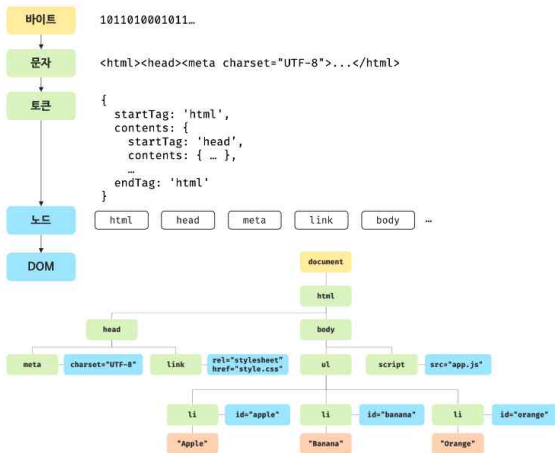 바이트
1011010001011…
문자
<html><head><meta charset="UTF-8">...</html>
토큰
{
startTag: 'html',
contents: {
startTag: 'head',
contents: { … },
…
endTag: 'html'
}
노드
html
head
meta
link
body
…
DOM
document
html
head
body
meta
charset="UTF-8"
link
rel="stylesheet"
href="style.css"
ul
script
src="app.js"
li
id="apple"
li
id="banana"
li
id="orange"
"Apple"
"Banana"
"Orange"